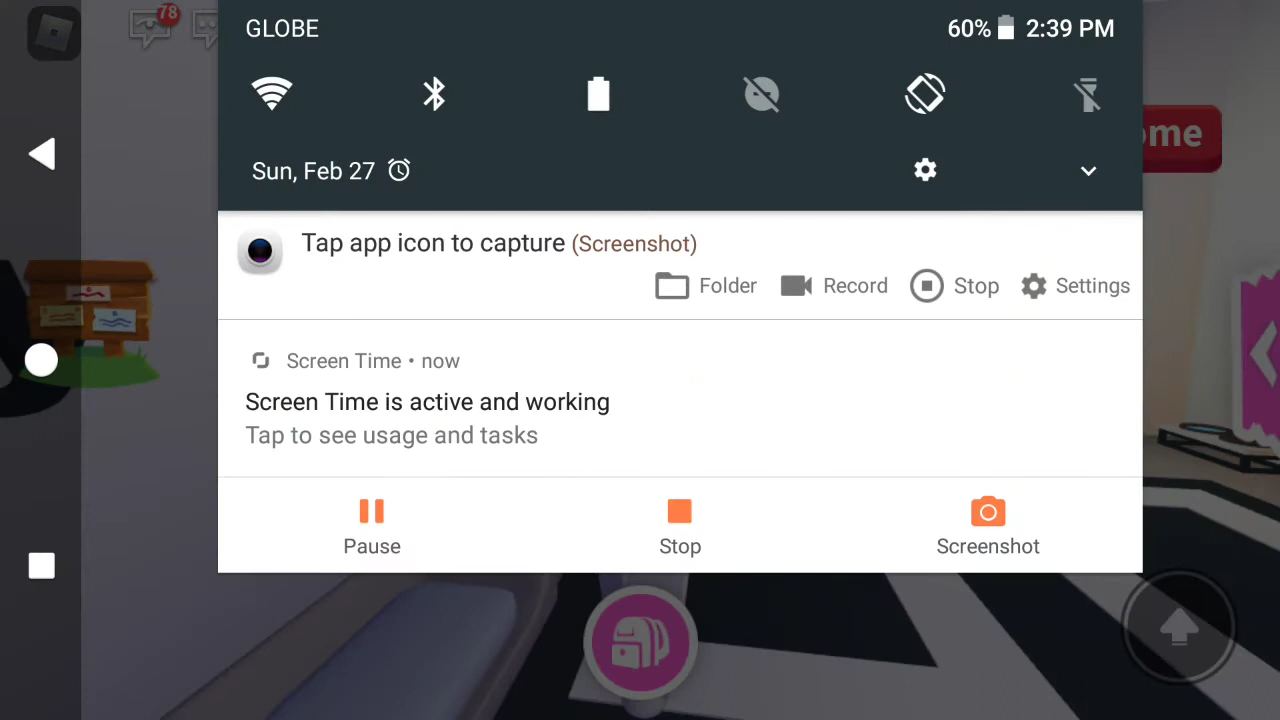 78
GLOBE
60% 2:39 PM
Sun, Feb 27
ome
Tap app icon to capture (Screenshot)
Folder Record Stop Settings
Screen Time • now
Screen Time is active and working
Tap to see usage and tasks
Pause Stop Screenshot